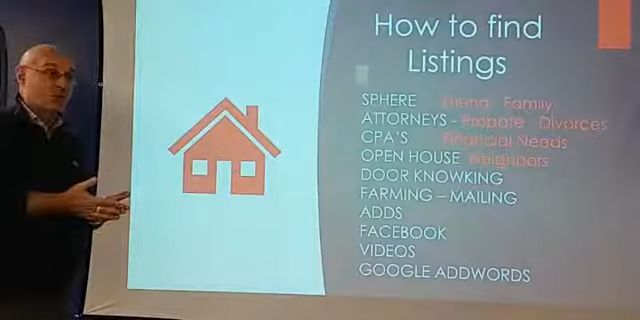 How to find
Listings
SPHERE Friend Family
ATTORNEYS - Probate Divorces
CPA'S Financial Needs
OPEN HOUSE Neighbors
DOOR KNOWKING
FARMING – MAILING
ADDS
FACEBOOK
VIDEOS
GOOGLE ADDWORDS